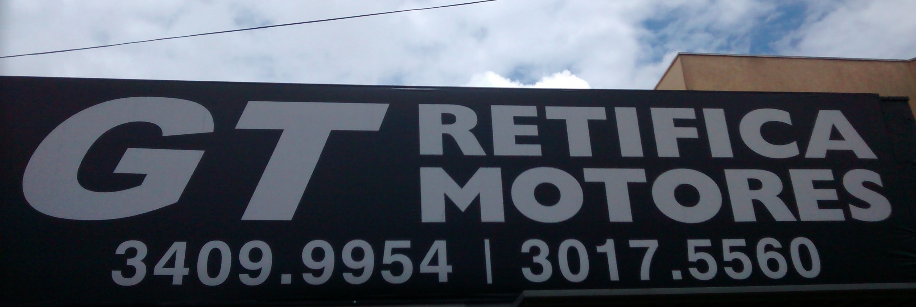 GT RETIFICA
MOTORES
3409.9954 | 3017.5560